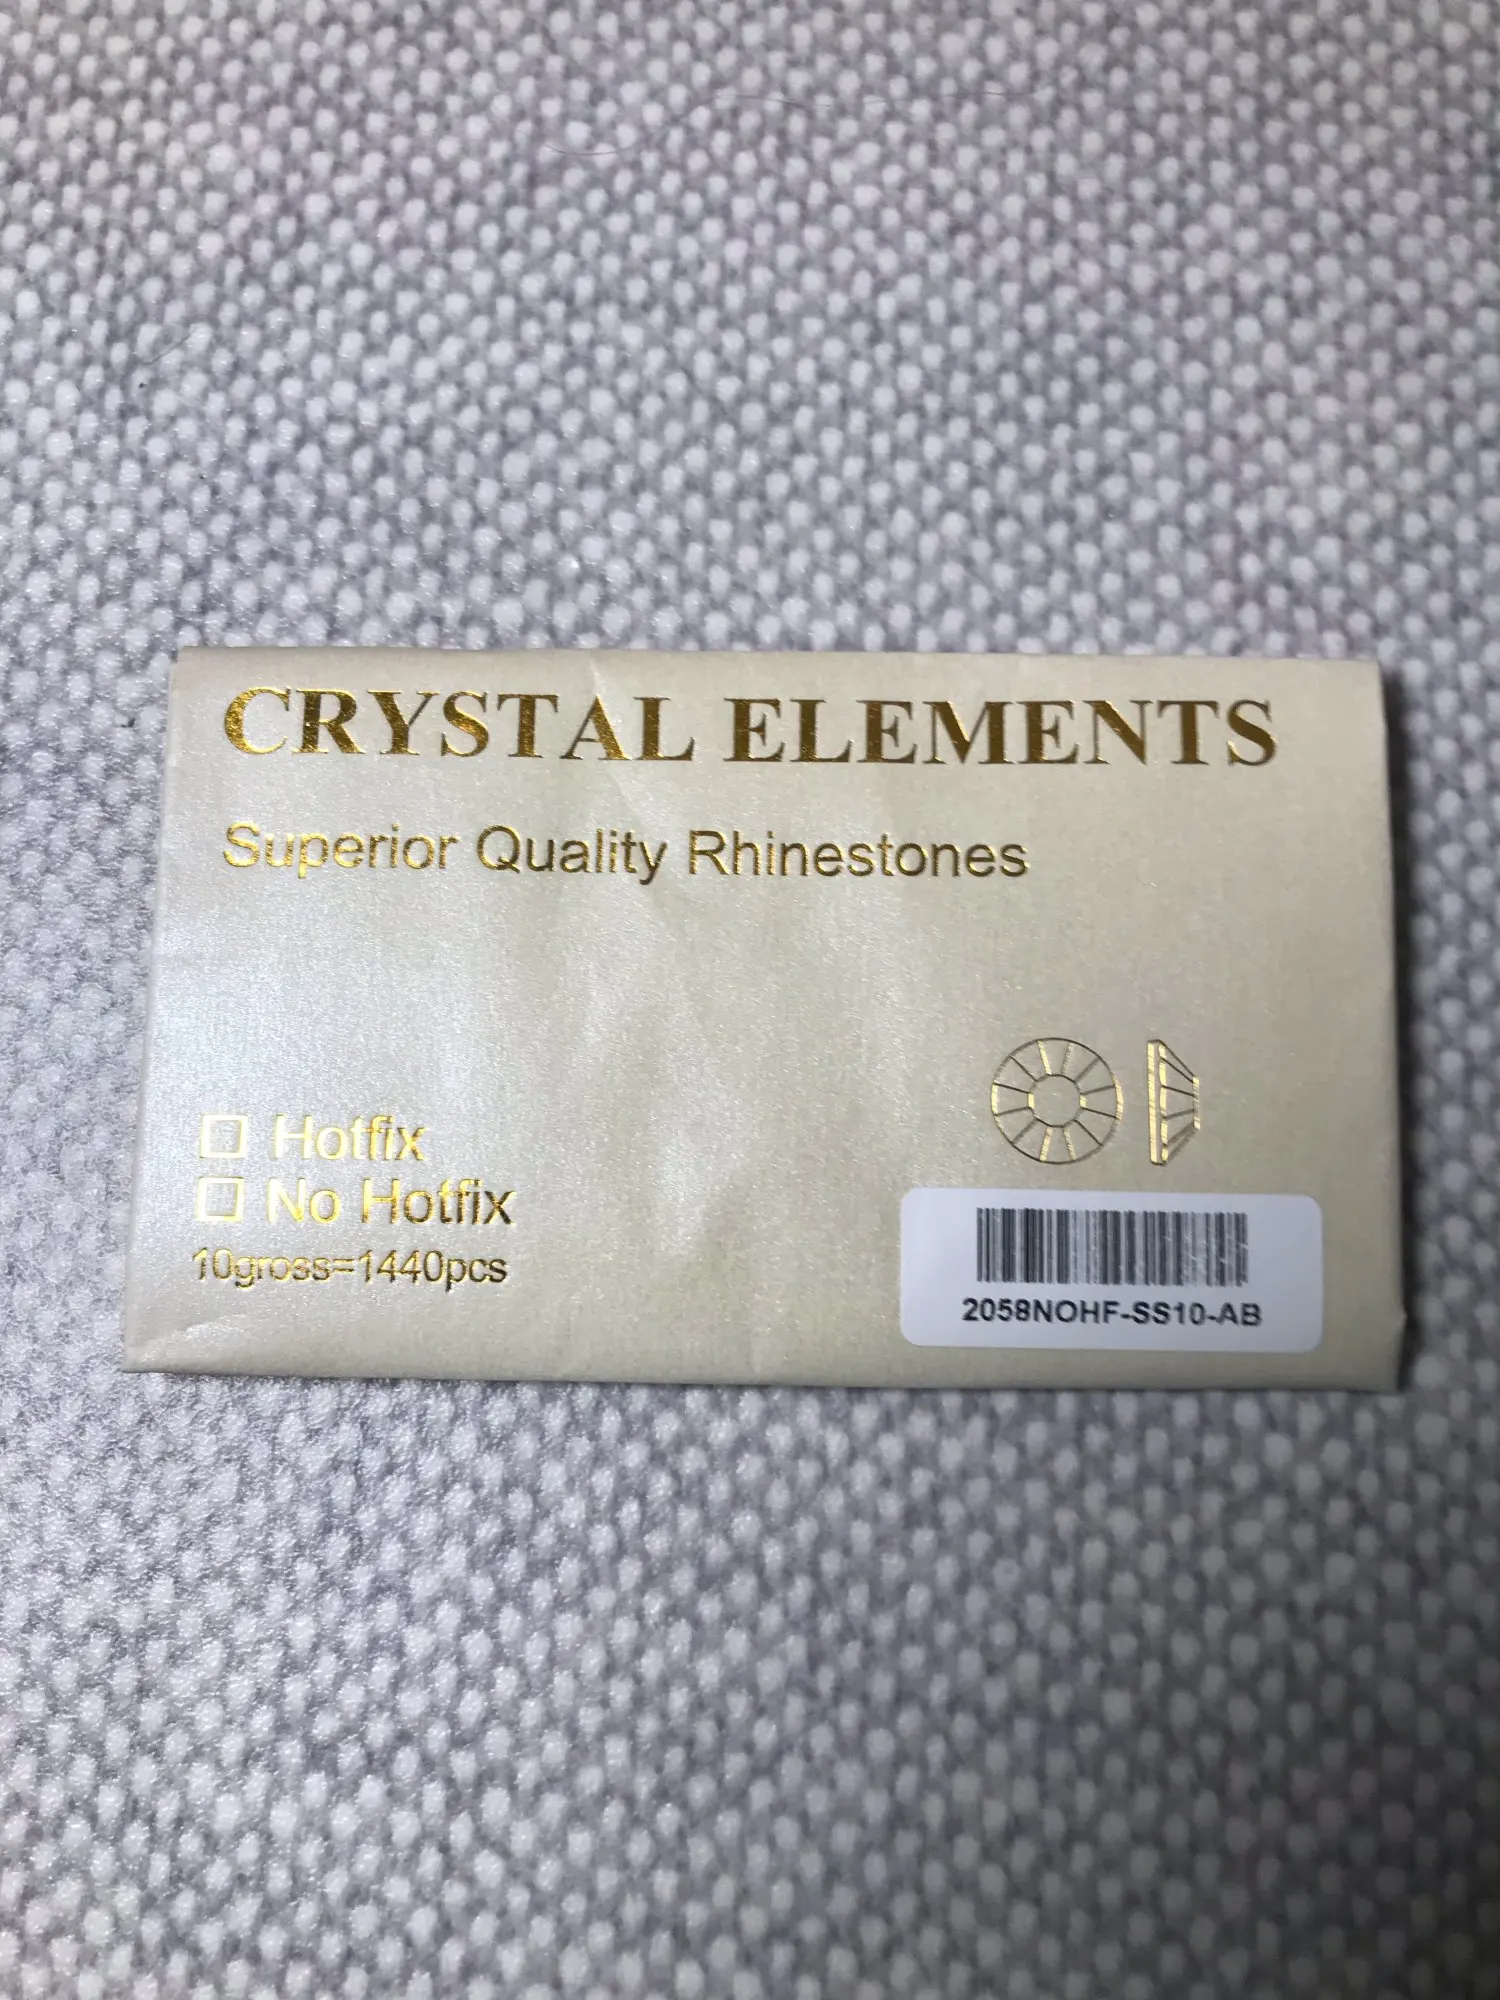 CRYSTAL ELEMENTS
Superior Quality Rhinestones
Hotfix
No Hotfix
10gross=1440pcs
2058NOHF-SS10-AB